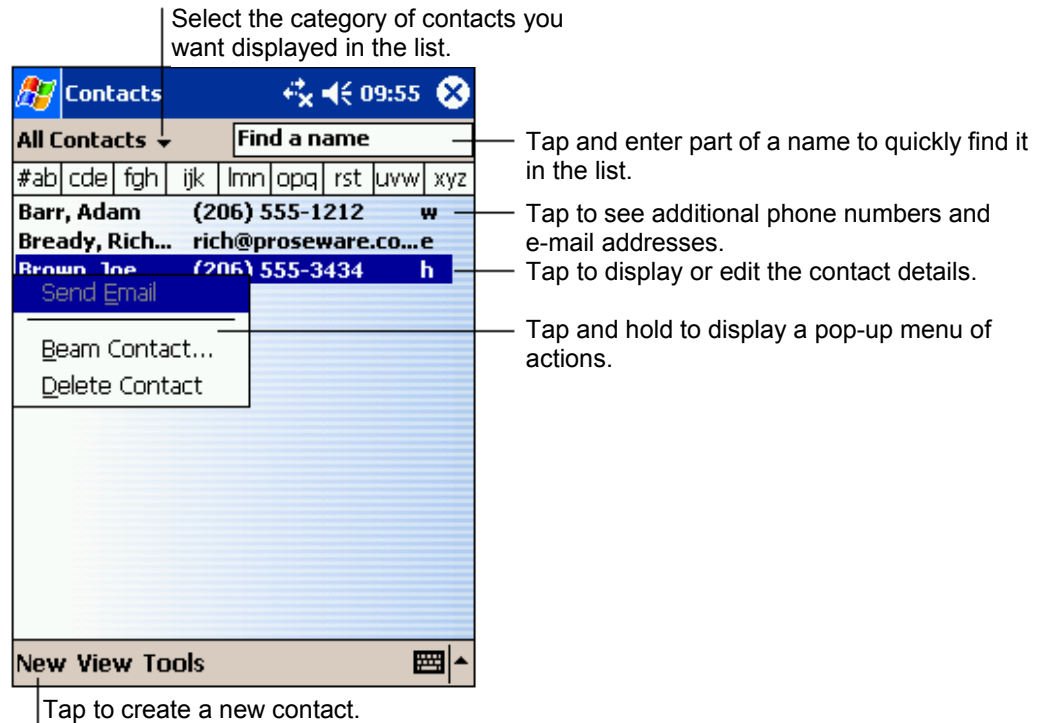 Select the category of contacts you
want displayed in the list.
Contacts 09:55
All Contacts Find a name
#ab cde fgh ijk lmn opq rst uvw xyz
Barr, Adam (206) 555-1212 w
Bready, Rich... rich@proseware.co...e
Brown, Joe (206) 555-3434 h
Send Email
Beam Contact...
Delete Contact
New View Tools
Tap and enter part of a name to quickly find it
in the list.
Tap to see additional phone numbers and
e-mail addresses.
Tap to display or edit the contact details.
Tap and hold to display a pop-up menu of
actions.
Tap to create a new contact.